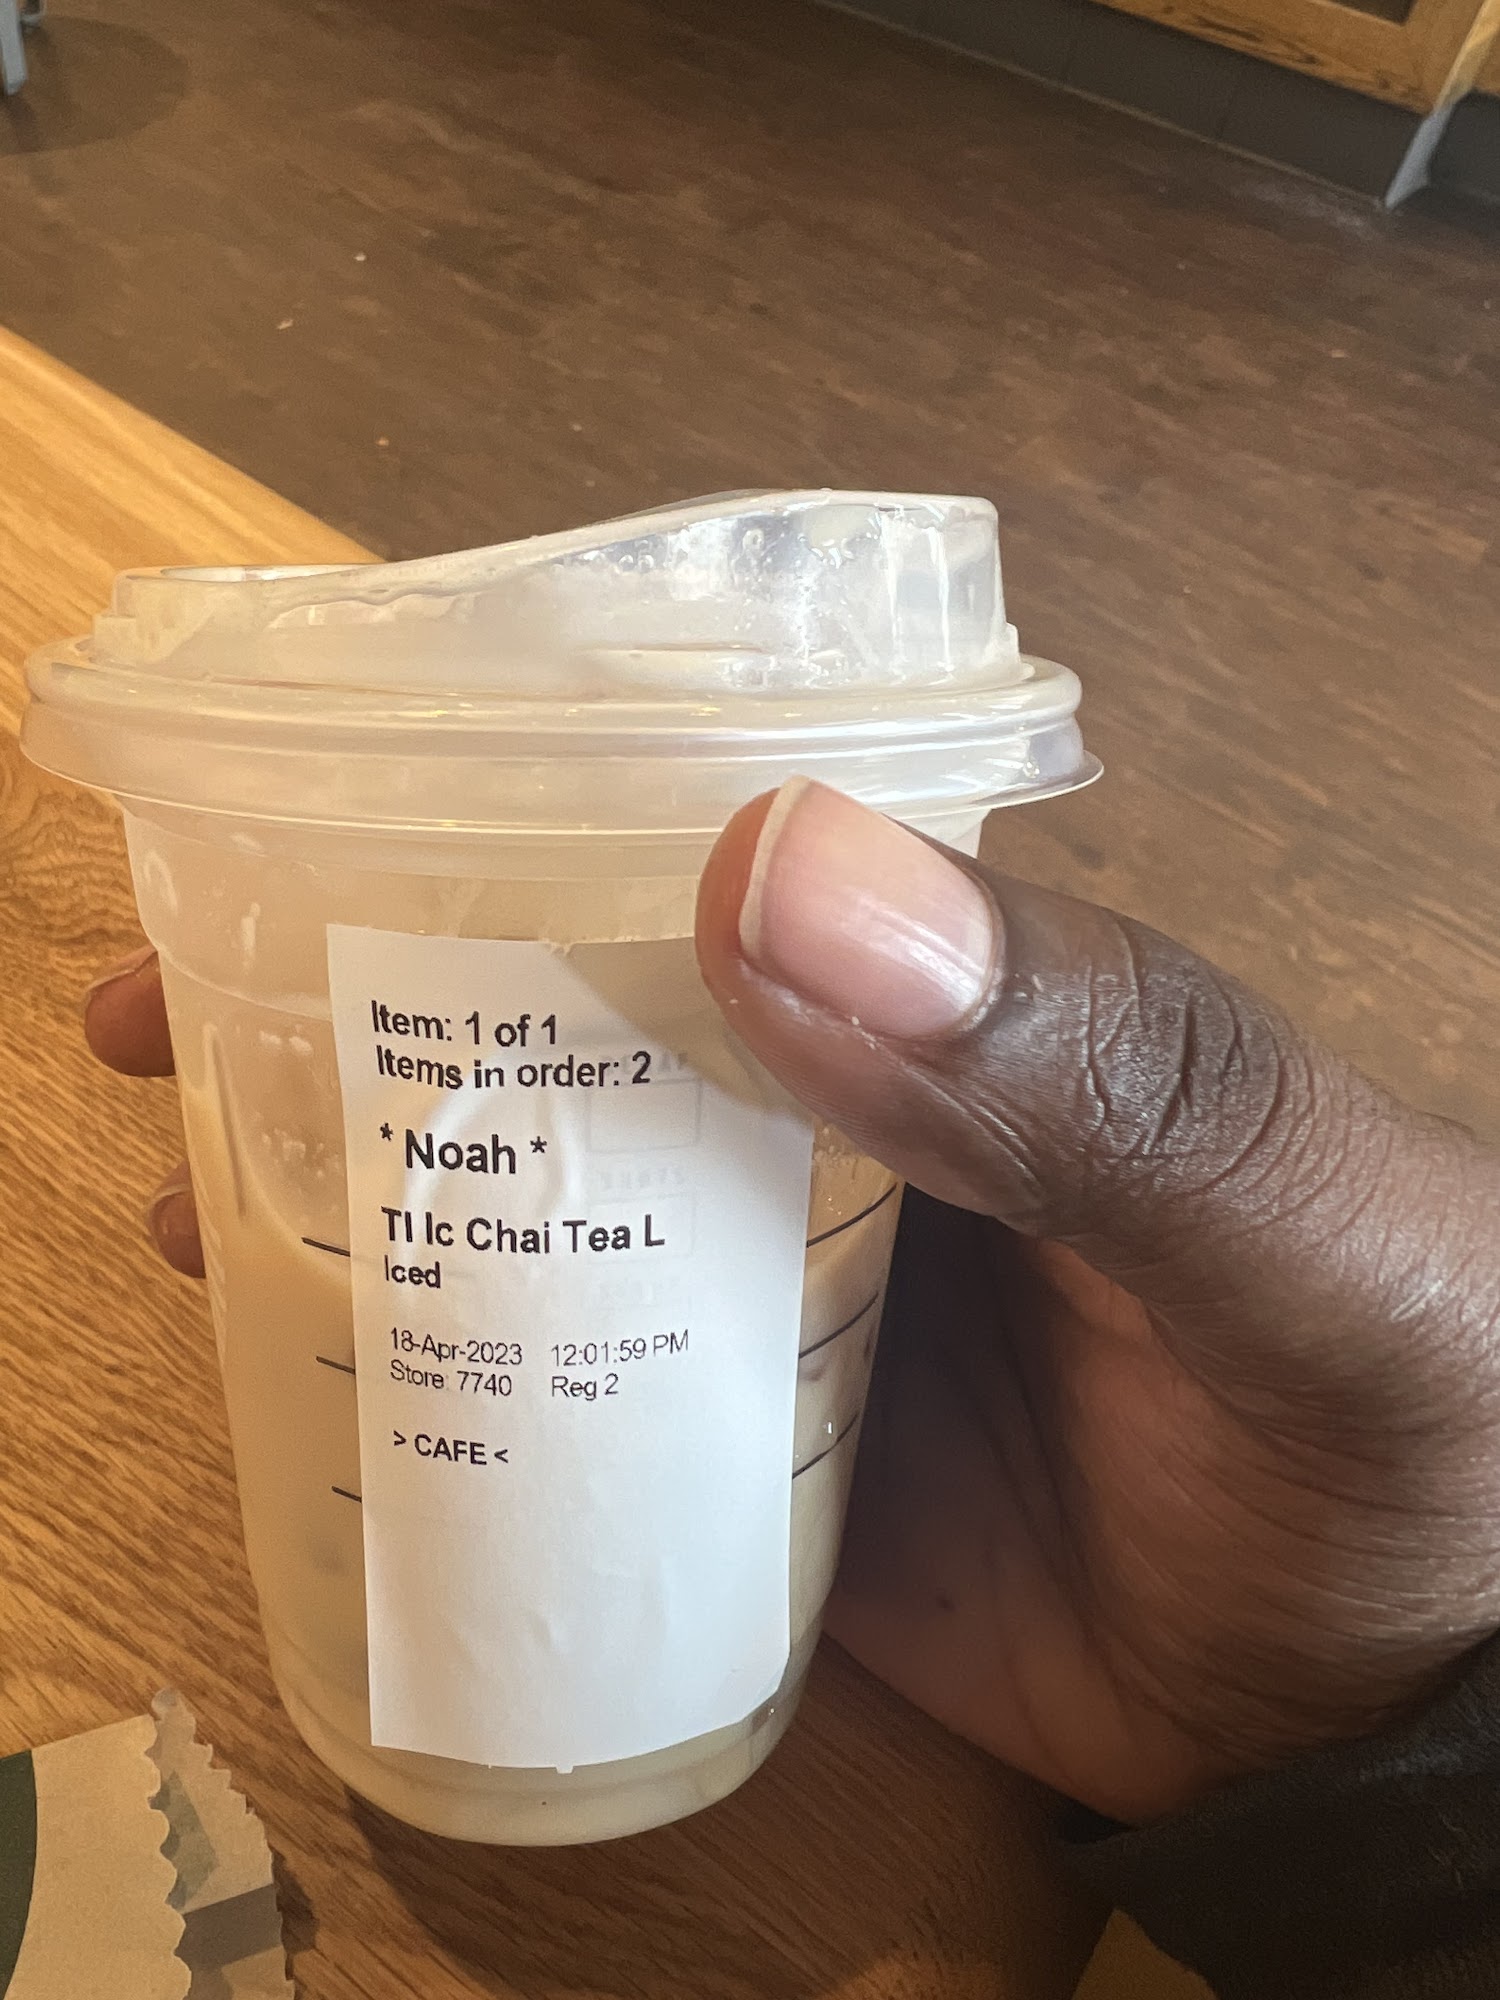 Item: 1 of 1
Items in order: 2
* Noah *
Tl Ic Chai Tea L
Iced
18-Apr-2023 12:01:59 PM
Store: 7740 Reg 2
> CAFE <